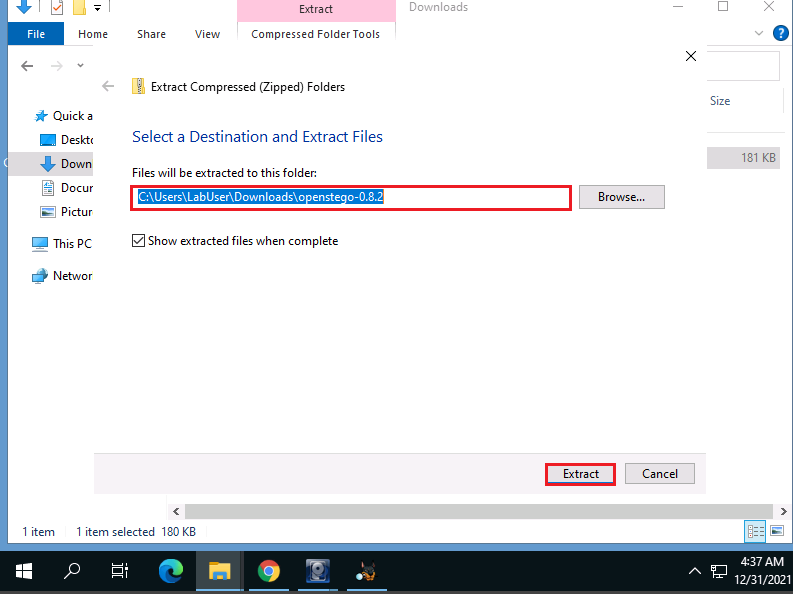 Extract
Downloads
File
Home
Share
View
Compressed Folder Tools
?
Extract Compressed (Zipped) Folders
Size
Quick a
Deskto
Down
Docur
Pictur
This PC
Networ
Select a Destination and Extract Files
Files will be extracted to this folder:
C:\Users\LabUser\Downloads\openstego-0.8.2
Browse...
181 KB
Show extracted files when complete
Extract
Cancel
1 item
1 item selected 180 KB
4:37 AM
12/31/2021